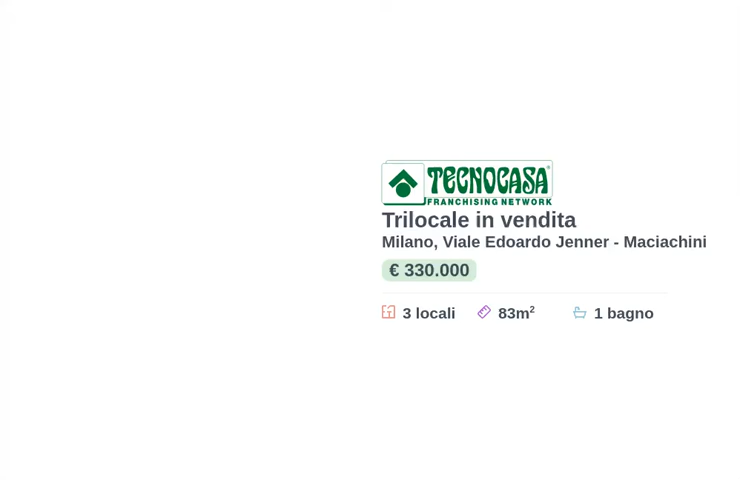 TECNOCASA
FRANCHISING NETWORK
Trilocale in vendita
Milano, Viale Edoardo Jenner - Maciachini
€ 330.000
3 locali 83m² 1 bagno